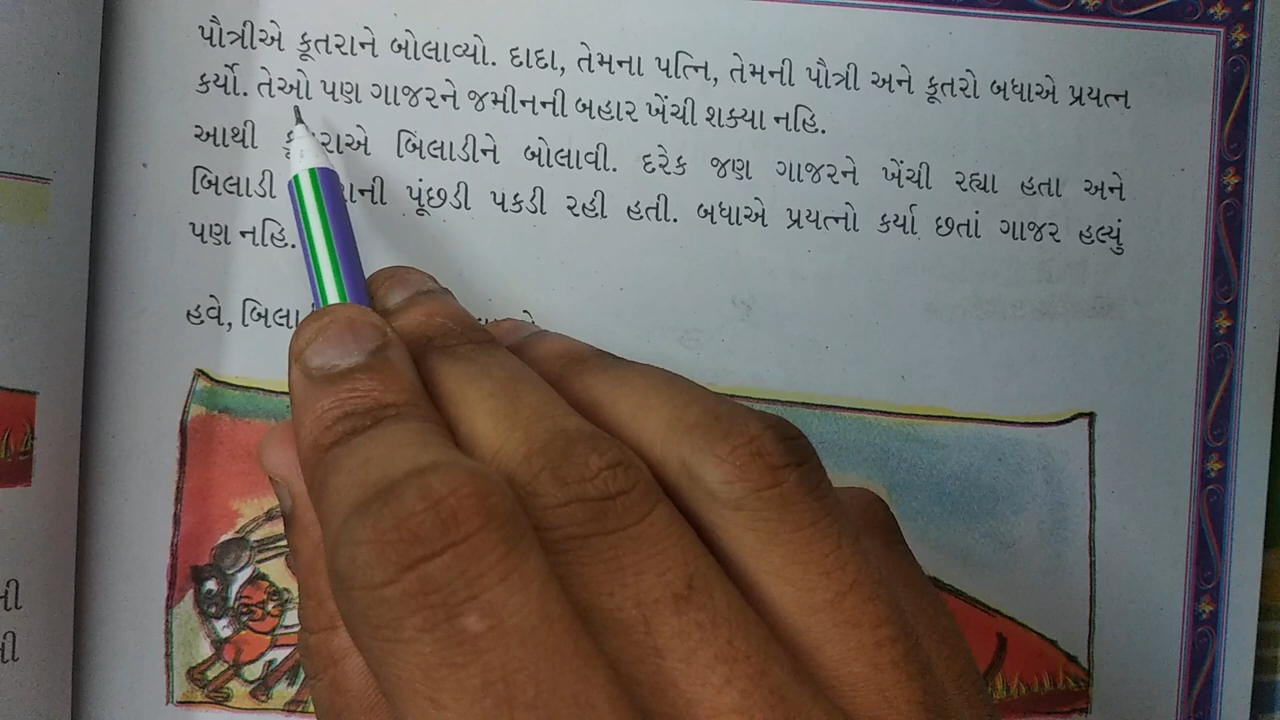 પૌત્રીએ કૂતરાને બોલાવ્યો. દાદા, તેમના પત્નિ, તેમની પૌત્રી અને કૂતરો બધાએ પ્રયત્ન
કર્યો. તેઓ પણ ગાજરને જમીનની બહાર ખેંચી શક્યા નહિ.
આથી બિલાડીને બોલાવી. દરેક જણ ગાજરને ખેંચી રહ્યા હતા અને
બિલાડી પૂંછડી પકડી રહી હતી. બધાએ પ્રયત્નો કર્યા છતાં ગાજર હલ્યું
પણ નહિ.
હવે,